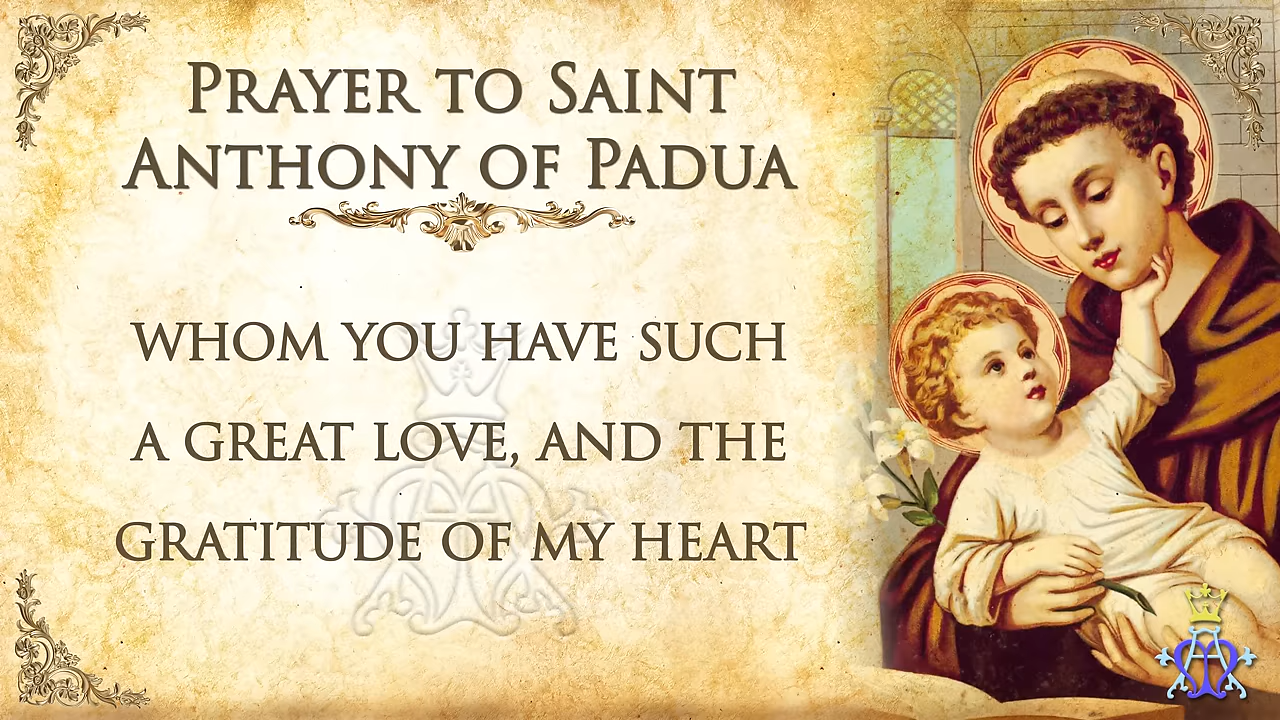 PRAYER TO SAINT
ANTHONY OF PADUA
WHOM YOU HAVE SUCH
A GREAT LOVE, AND THE
GRATITUDE OF MY HEART